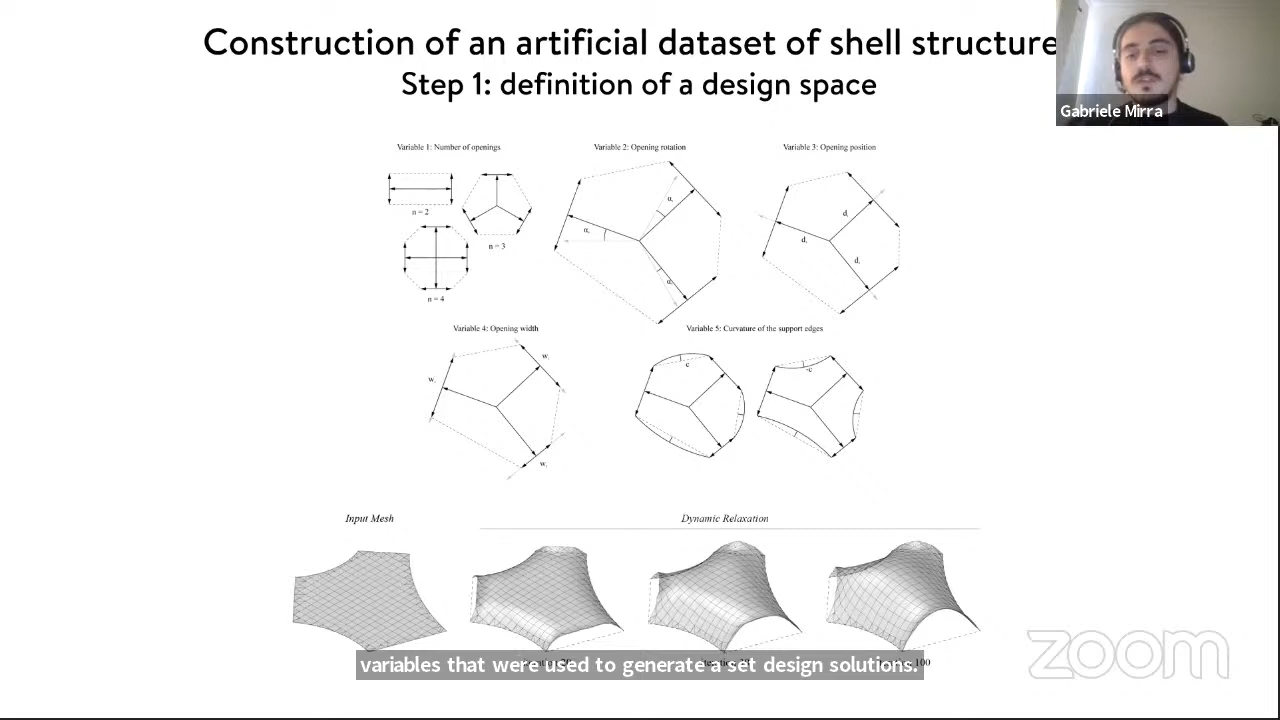 Construction of an artificial dataset of shell structure
Step 1: definition of a design space
Gabriele Mirra
Variable 1: Number of openings
Variable 2: Opening rotation
Variable 3: Opening position
n = 2
n = 3
n = 4
Variable 4: Opening width
Variable 5: Curvature of the support edges
c
-c
Input Mesh
Dynamic Relaxation
variables that were used to generate a set design solutions.
100
zoom